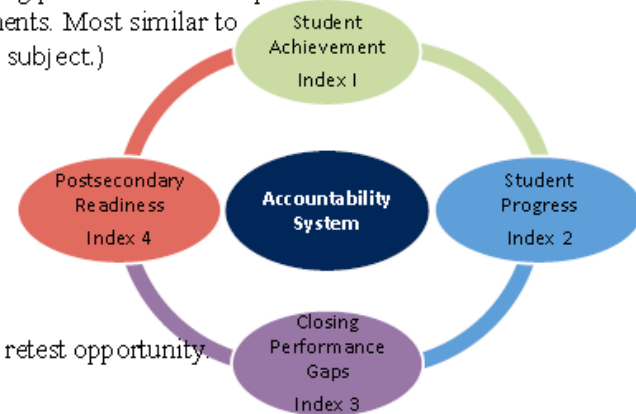 ments. Most similar to
subject.)
Student
Achievement
Index 1
Postsecondary
Readiness
Index 4
Accountability
System
Student
Progress
Index 2
retest opportunity.
Closing
Performance
Gaps
Index 3